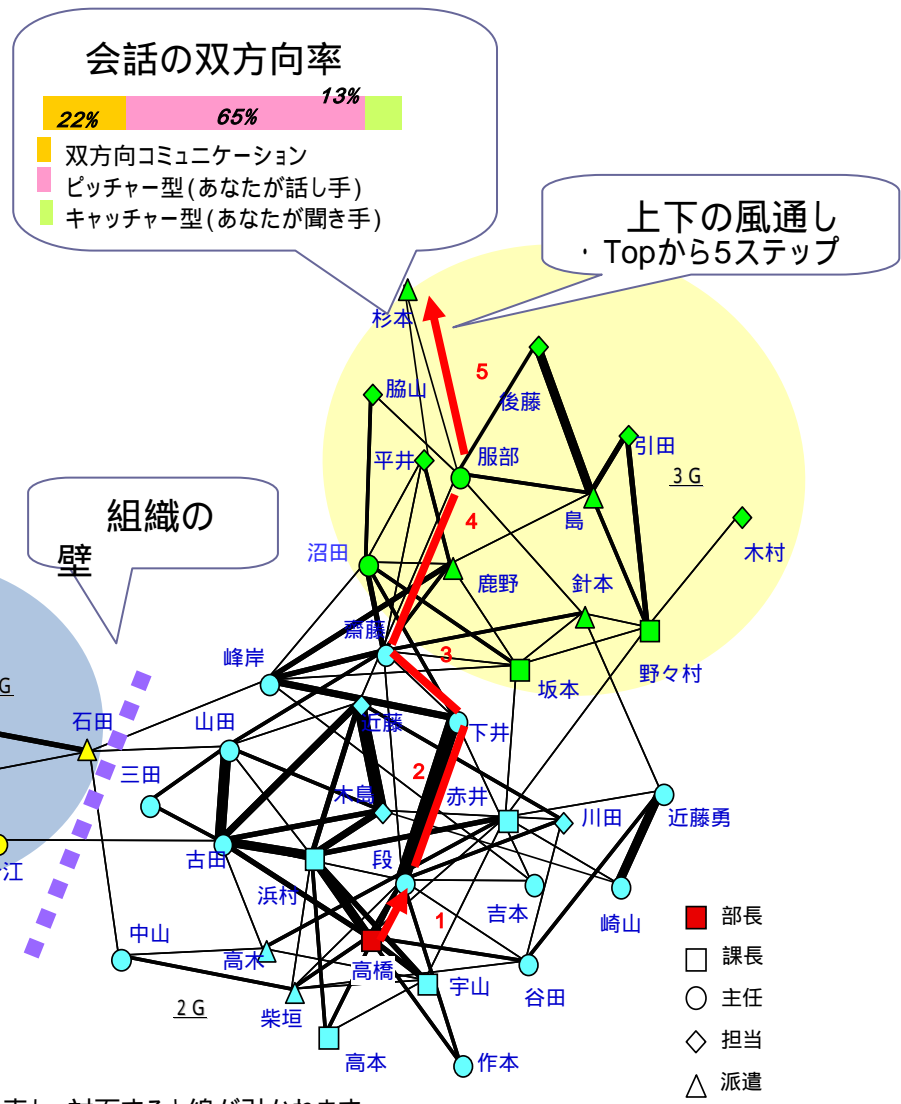 会話の双方向率
22%
65%
13%
双方向コミュニケーション
ピッチャー型(あなたが話し手)
キャッチャー型(あなたが聞き手)
上下の風通し
・Topから5ステップ
杉本
5
後藤
脇山
引田
平井
服部
3G
組織の
壁
4
島
木村
沼田
鹿野
針本
齋藤
3
峰岸
坂本
野々村
G
石田
山田
近藤
下井
三田
2
木島
赤井
川田
近藤勇
江
古田
段
浜村
吉本
崎山
1
部長
中山
高木
高橋
宇山
谷田
課長
2G
柴垣
主任
高本
作本
担当
派遣